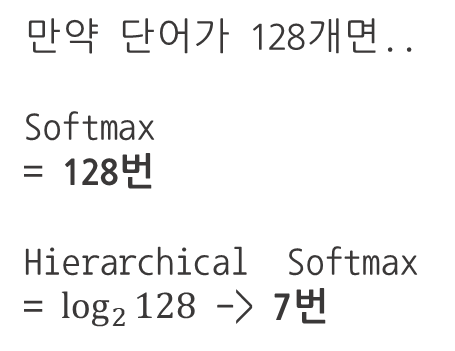 만약 단어가 128개면..
Softmax
= 128번
Hierarchical Softmax
= log₂ 128 -> 7번